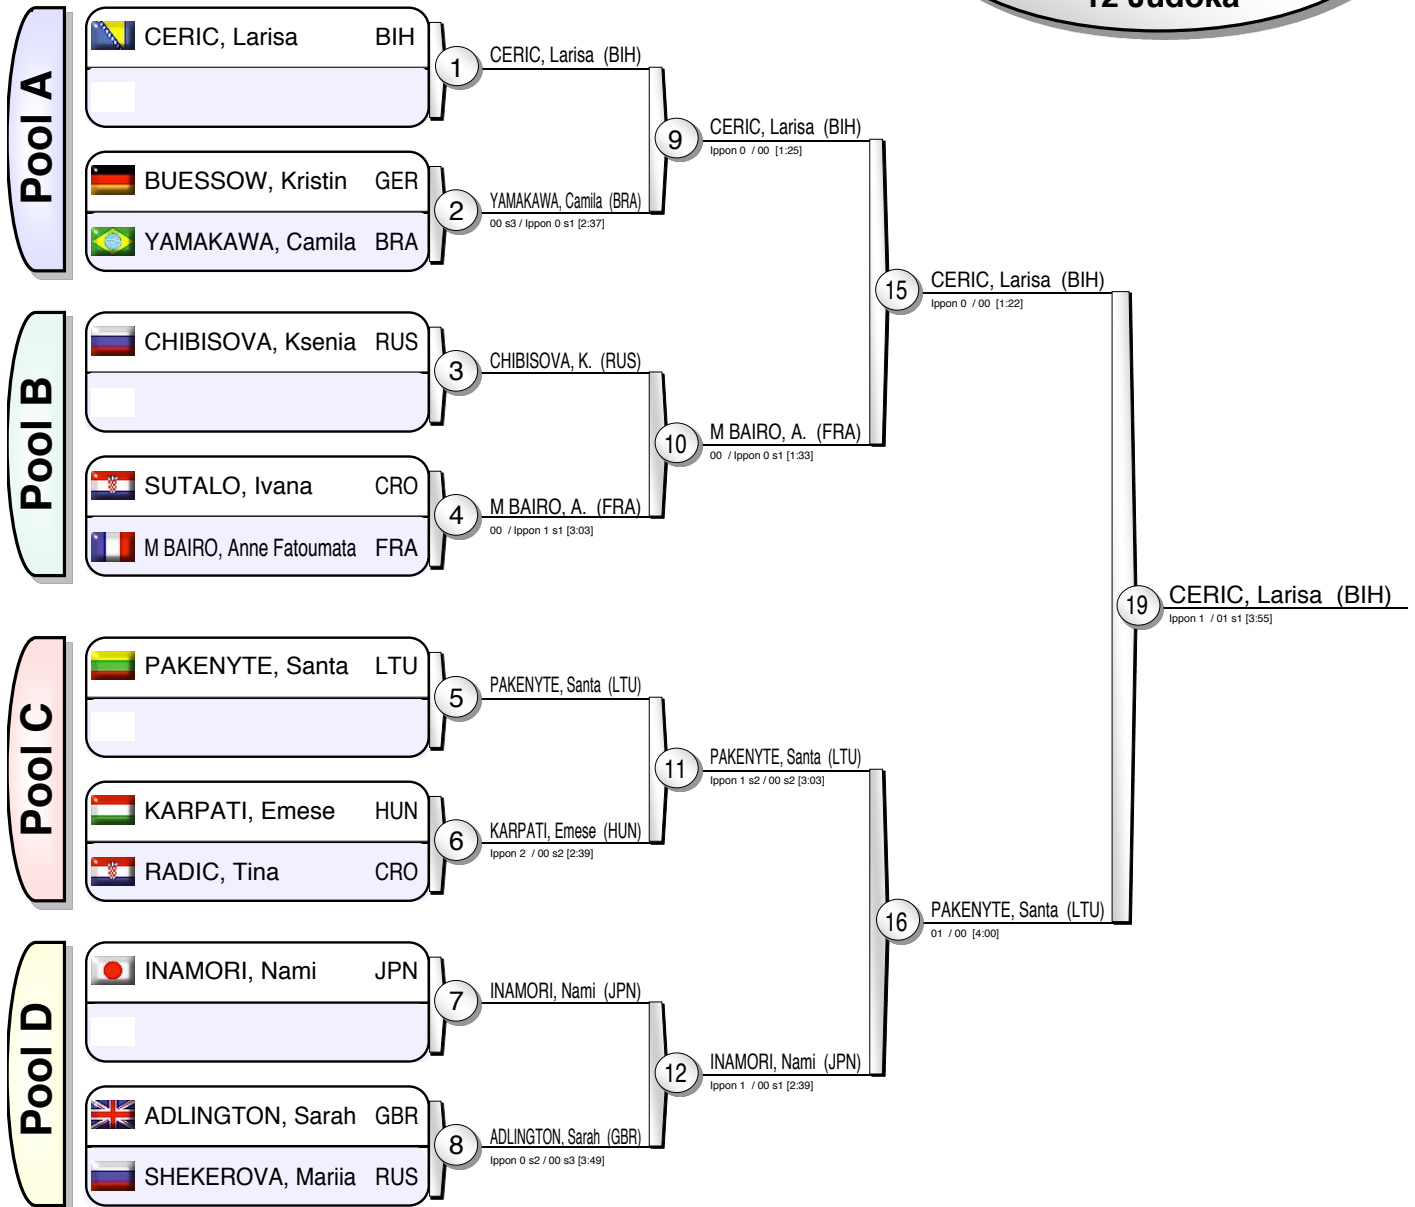 12 Judoka
Pool A
CERIC, Larisa BIH
BUESSOW, Kristin GER
YAMAKAWA, Camila BRA
1
CERIC, Larisa (BIH)
2
YAMAKAWA, Camila (BRA)
00 s3 / Ippon 0 s1 [2:37]
9
CERIC, Larisa (BIH)
Ippon 0 / 00 [1:25]
Pool B
CHIBISOVA, Ksenia RUS
SUTALO, Ivana CRO
M BAIRO, Anne Fatoumata FRA
3
CHIBISOVA, K. (RUS)
4
M BAIRO, A. (FRA)
00 / Ippon 1 s1 [3:03]
10
M BAIRO, A. (FRA)
00 / Ippon 0 s1 [1:33]
15
CERIC, Larisa (BIH)
Ippon 0 / 00 [1:22]
Pool C
PAKENYTE, Santa LTU
KARPATI, Emese HUN
RADIC, Tina CRO
5
PAKENYTE, Santa (LTU)
6
KARPATI, Emese (HUN)
Ippon 2 / 00 s2 [2:39]
11
PAKENYTE, Santa (LTU)
Ippon 1 s2 / 00 s2 [3:03]
Pool D
INAMORI, Nami JPN
ADLINGTON, Sarah GBR
SHEKEROVA, Mariia RUS
7
INAMORI, Nami (JPN)
8
ADLINGTON, Sarah (GBR)
Ippon 0 s2 / 00 s3 [3:49]
12
INAMORI, Nami (JPN)
Ippon 1 / 00 s1 [2:39]
16
PAKENYTE, Santa (LTU)
01 / 00 [4:00]
19
CERIC, Larisa (BIH)
Ippon 1 / 01 s1 [3:55]